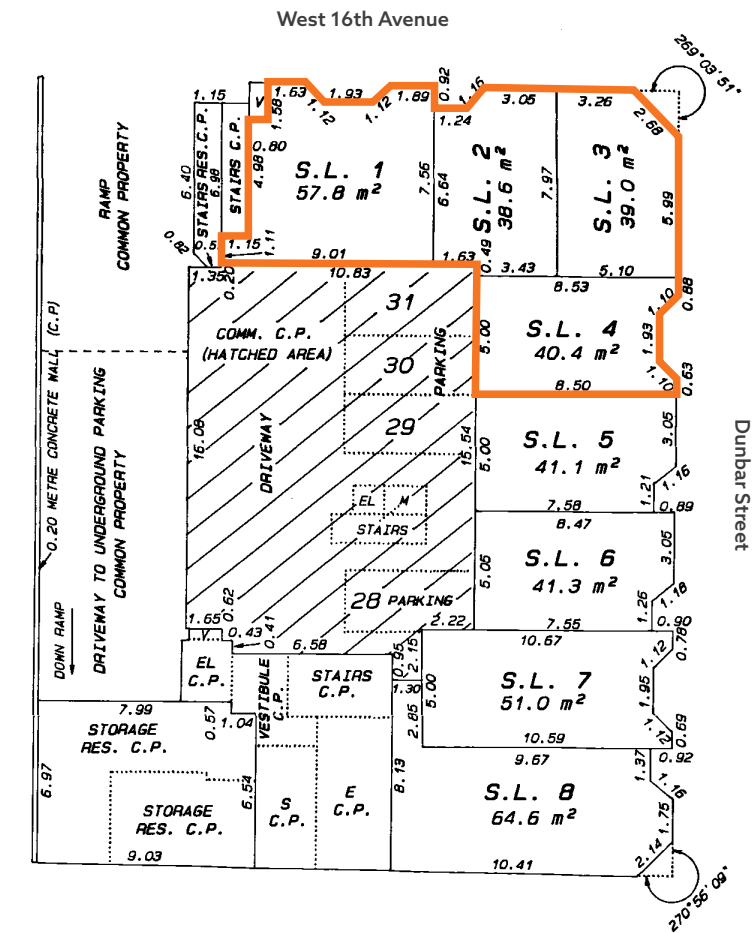 West 16th Avenue
269°03'51"
1.15
V
1.63
1.58
1.12
1.93
1.12
1.89
0.92
1.16
1.24
3.05
3.26
2.68
RAMP
COMMON PROPERTY
6.40
STAIRS RES.C.P.
6.98
STAIRS C.P.
0.80
4.98
S.L. 1
57.8 m²
7.56
6.64
S.L. 2
38.6 m²
7.97
S.L. 3
39.0 m²
5.99
0.82
0.5
1.15
1.11
9.01
1.63
0.49
3.43
5.10
1.35
0.20
10.83
8.53
0.88
1.10
31
COMM. C.P.
(HATCHED AREA)
30
PARKING
5.00
S.L. 4
40.4 m²
1.93
1.10
0.63
8.50
0.20 METRE CONCRETE WALL (C.P)
DRIVEWAY TO UNDERGROUND PARKING
COMMON PROPERTY
16.08
DRIVEWAY
29
15.54
5.00
S.L. 5
41.1 m²
3.05
1.16
1.21
0.89
7.58
Dunbar Street
EL
M
STAIRS
8.47
5.05
S.L. 6
41.3 m²
3.05
1.18
1.26
0.90
7.55
28 PARKING
2.22
DOWN RAMP
1.65
0.62
V
0.43
0.41
6.58
0.95
2.15
10.67
0.78
1.12
EL
C.P.
VESTIBULE
C.P.
STAIRS
C.P.
1.30
5.00
2.85
S.L. 7
51.0 m²
1.95
1.12
0.69
10.59
7.99
0.57
1.04
STORAGE
RES. C.P.
6.97
6.54
S
C.P.
E
C.P.
8.13
9.67
1.37
0.92
1.16
S.L. 8
64.6 m²
1.75
STORAGE
RES. C.P.
9.03
10.41
2.14
270°56'09"